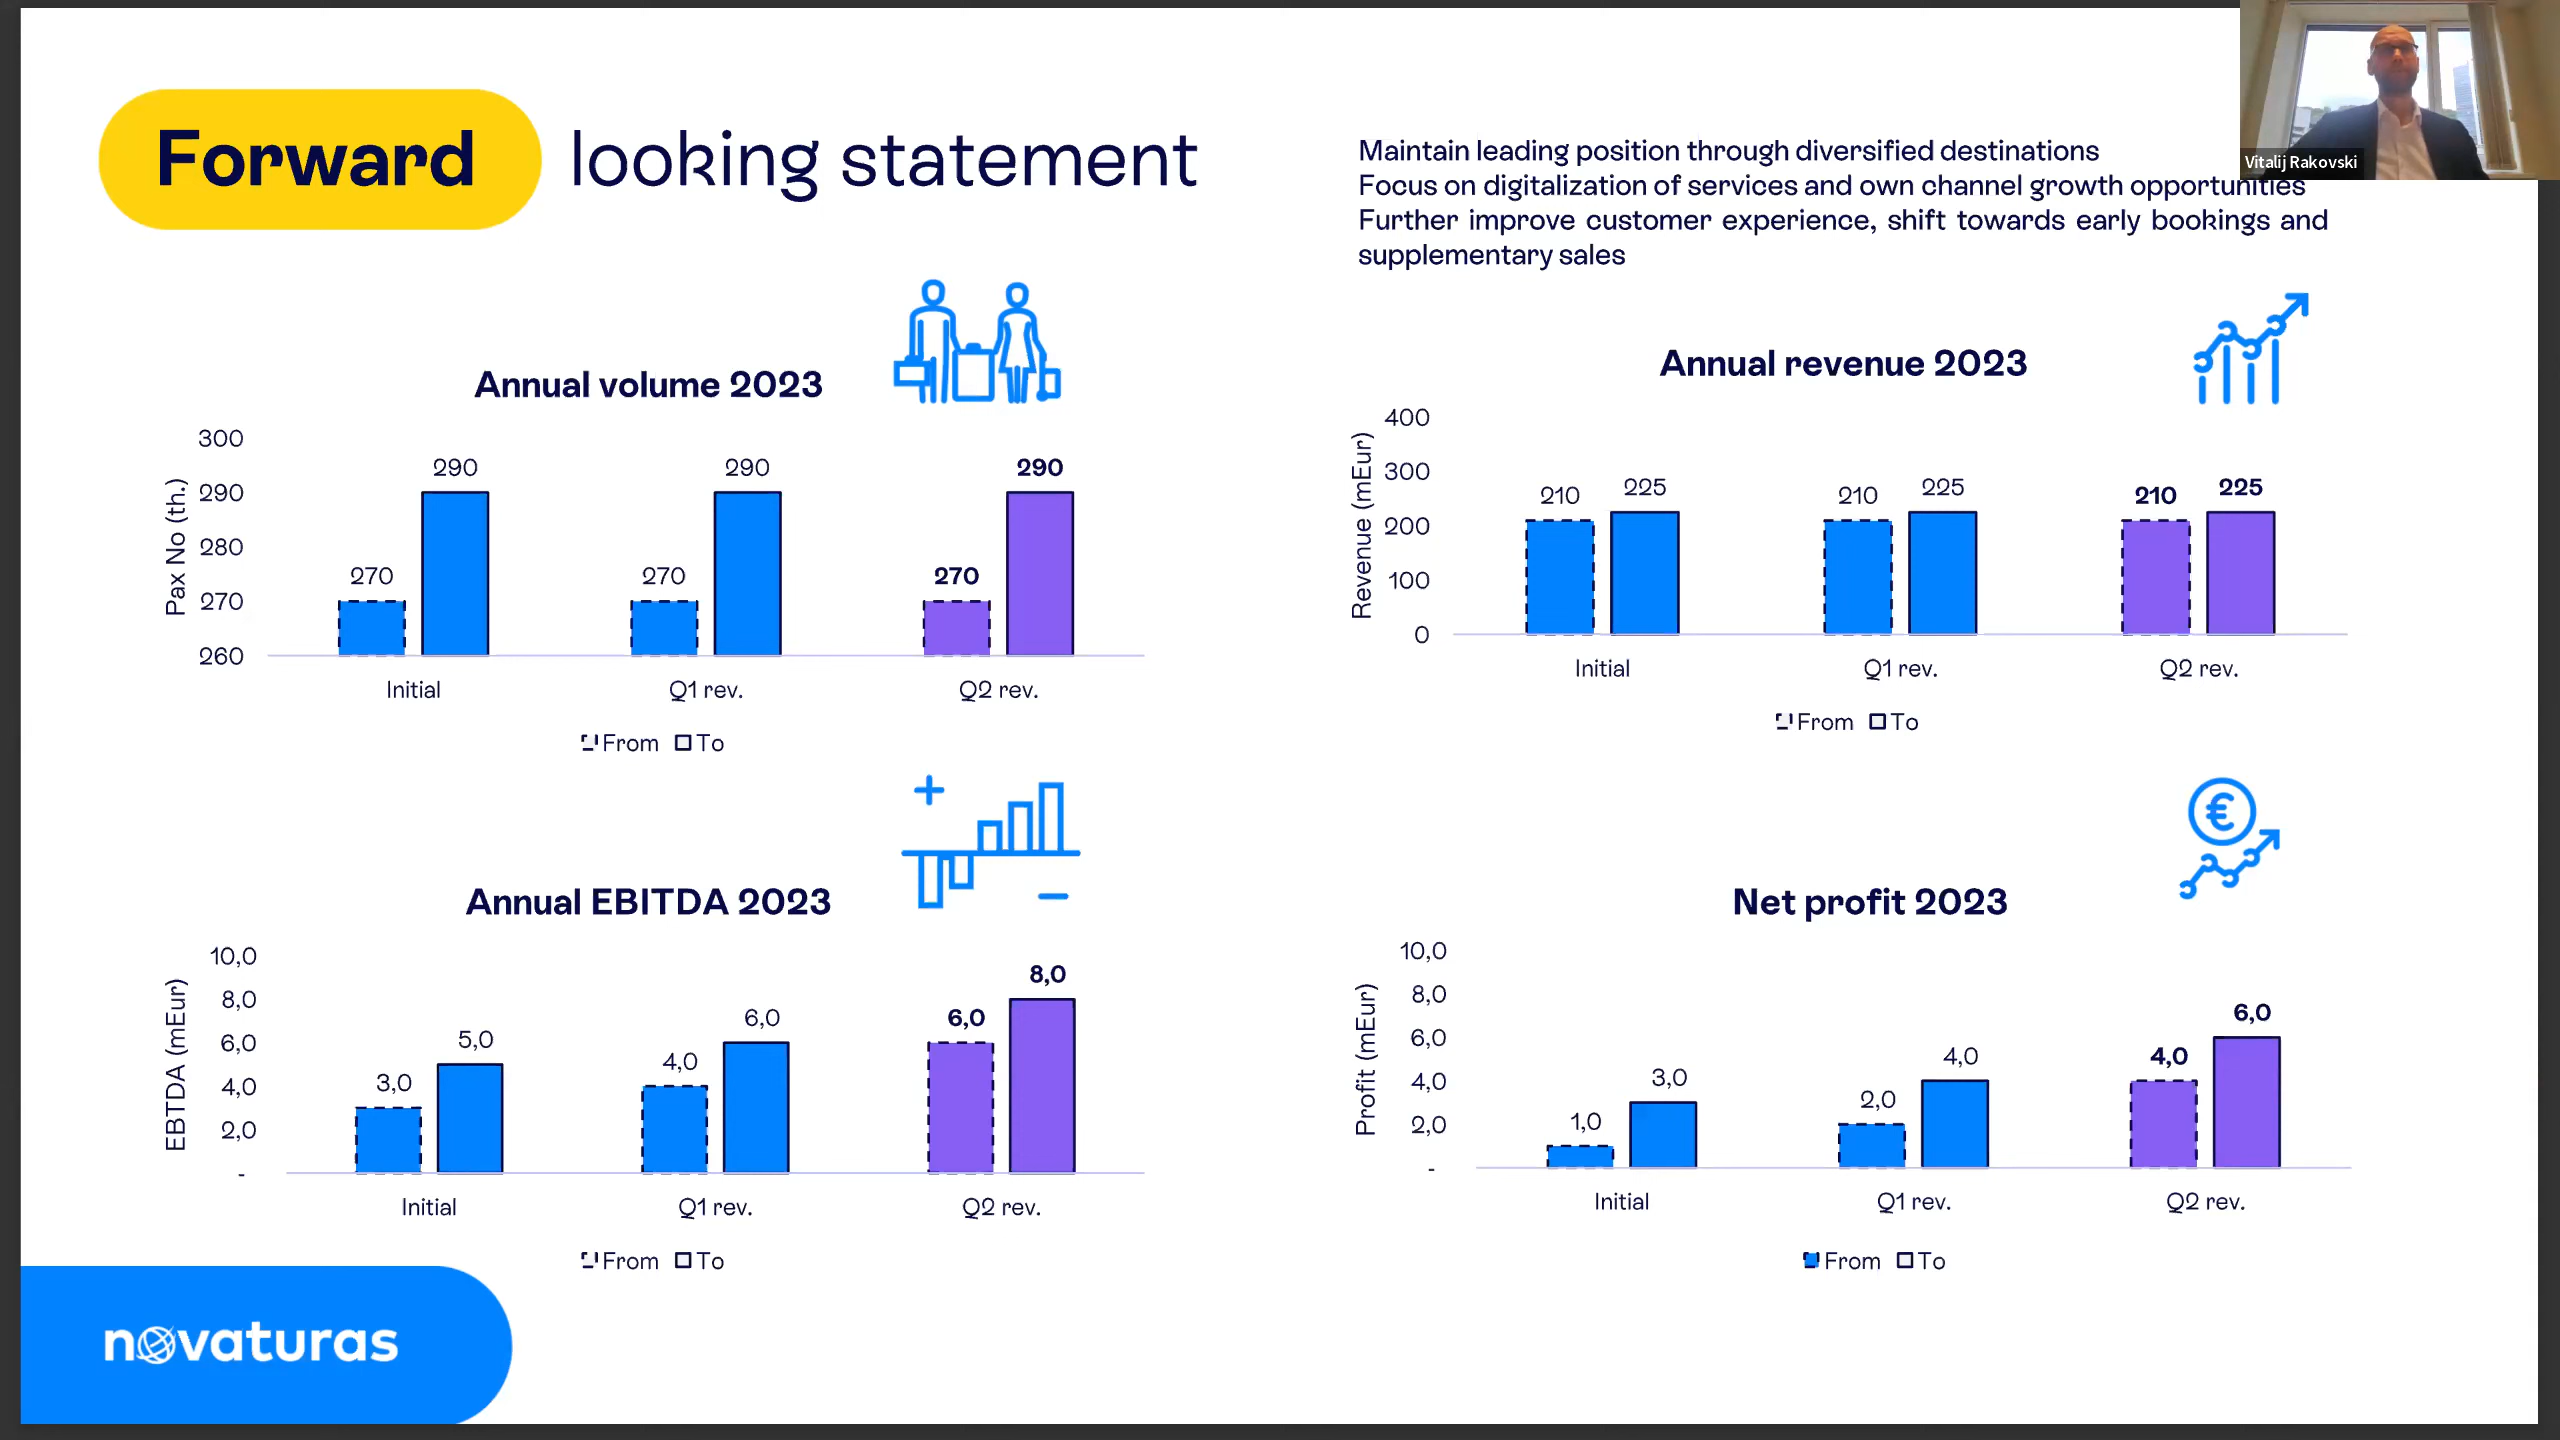 Forward looking statement
Vitalij Rakovski
Maintain leading position through diversified destinations
Focus on digitalization of services and own channel growth opportunities
Further improve customer experience, shift towards early bookings and
supplementary sales
Annual volume 2023
Pax No (th.)
300
290
280
270
260
270 290 270 290 270 290
Initial Q1 rev. Q2 rev.
From To
Annual revenue 2023
Revenue (mEur)
400
300
200
100
0
210 225 210 225 210 225
Initial Q1 rev. Q2 rev.
From To
Annual EBITDA 2023
EBTDA (mEur)
10,0
8,0
6,0
4,0
2,0
-
3,0 5,0 4,0 6,0 6,0 8,0
Initial Q1 rev. Q2 rev.
From To
Net profit 2023
Profit (mEur)
10,0
8,0
6,0
4,0
2,0
-
1,0 3,0 2,0 4,0 4,0 6,0
Initial Q1 rev. Q2 rev.
From To
novaturas